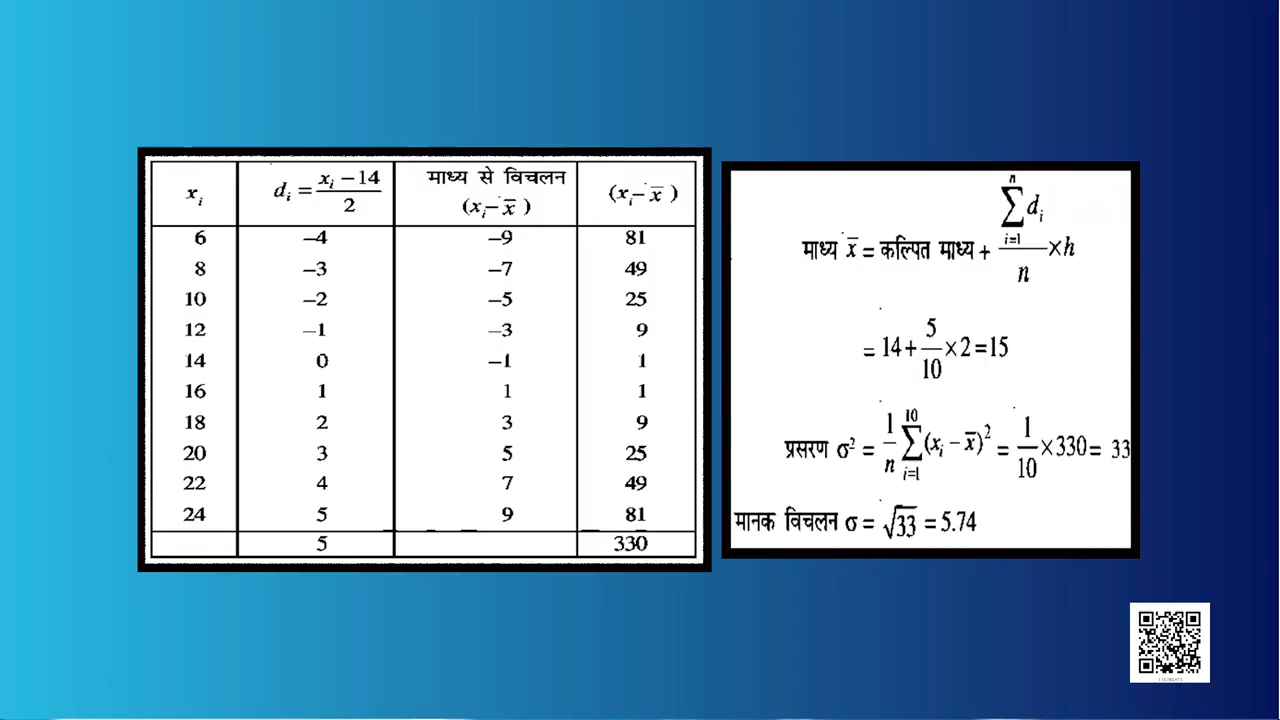 xᵢ dᵢ = (xᵢ – 14)/2 माध्य से विचलन (xᵢ – x̄) (xᵢ – x̄)
6 –4 –9 81
8 –3 –7 49
10 –2 –5 25
12 –1 –3 9
14 0 –1 1
16 1 1 1
18 2 3 9
20 3 5 25
22 4 7 49
24 5 9 81
5 330
माध्य x̄ = कल्पित माध्य + (∑ᵢ₌₁ⁿ dᵢ)/n × h
= 14 + 5/10 × 2 = 15
प्रसरण σ² = 1/n ∑ᵢ₌₁¹⁰ (xᵢ – x̄)² = 1/10 × 330 = 33
मानक विचलन σ = √33 = 5.74